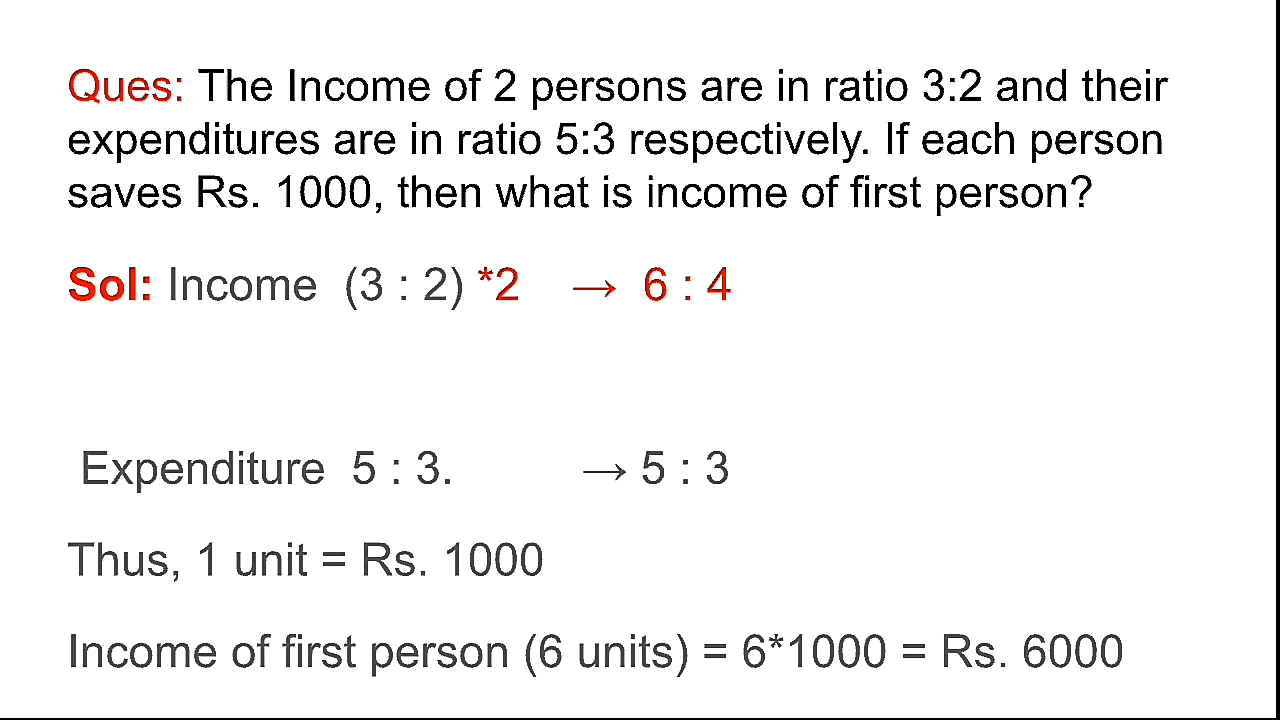 Ques: The Income of 2 persons are in ratio 3:2 and their
expenditures are in ratio 5:3 respectively. If each person
saves Rs. 1000, then what is income of first person?
Sol: Income (3 : 2) *2 → 6 : 4
Expenditure 5 : 3. → 5 : 3
Thus, 1 unit = Rs. 1000
Income of first person (6 units) = 6*1000 = Rs. 6000